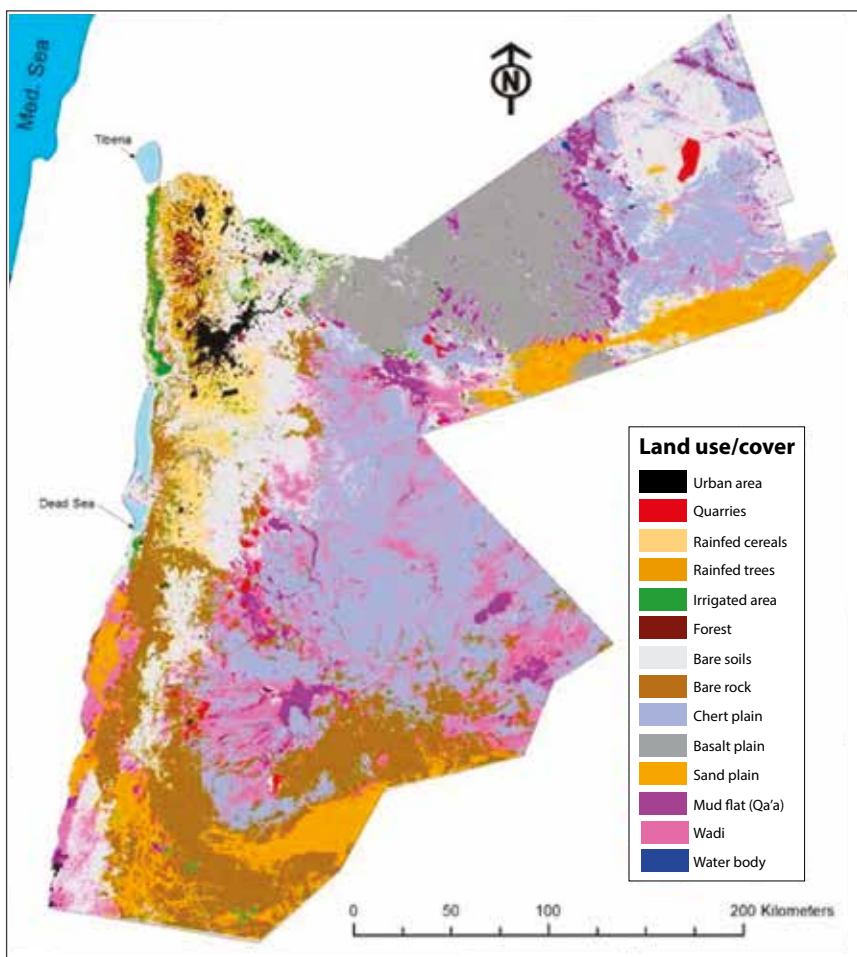 Med. Sea
Tiberia
N
Dead Sea
Land use/cover
Urban area
Quarries
Rainfed cereals
Rainfed trees
Irrigated area
Forest
Bare soils
Bare rock
Chert plain
Basalt plain
Sand plain
Mud flat (Qa'a)
Wadi
Water body
0 50 100 200 Kilometers